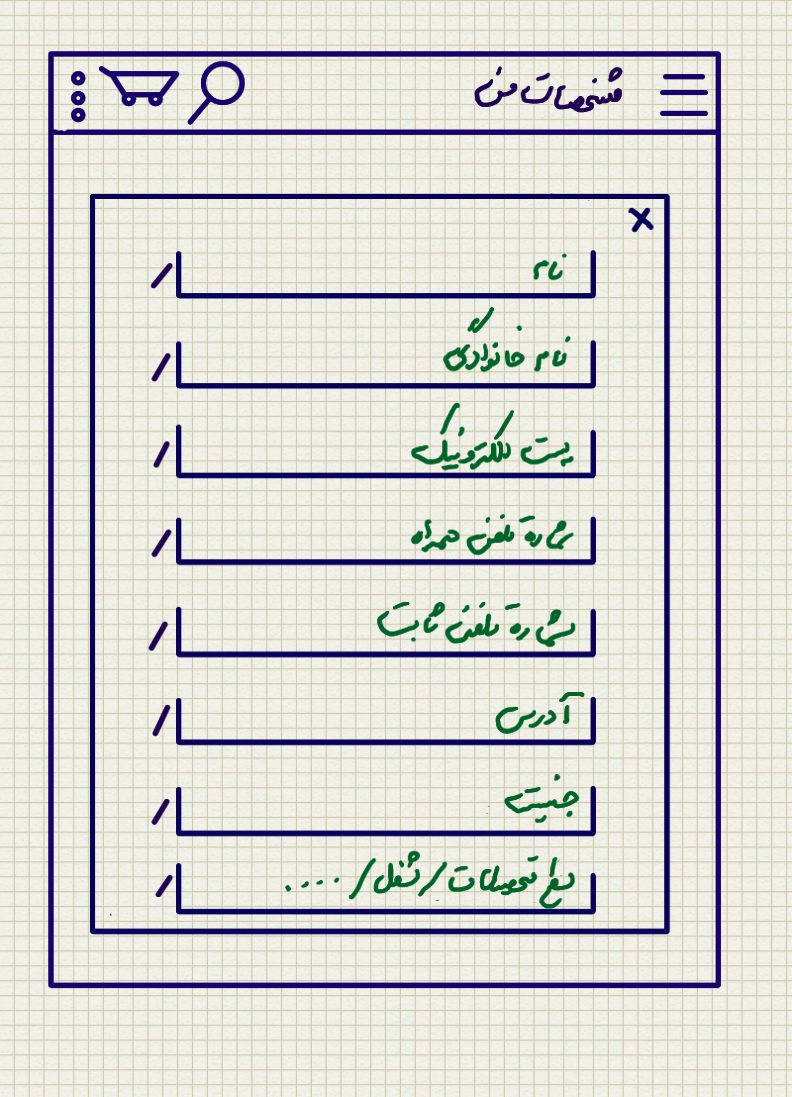 مشخصات من
X
نام
نام خانوادگی
پست الکترونیک
شماره تلفن همراه
شماره تلفن ثابت
آدرس
جنسیت
سطح تحصیلات / شغل / ....